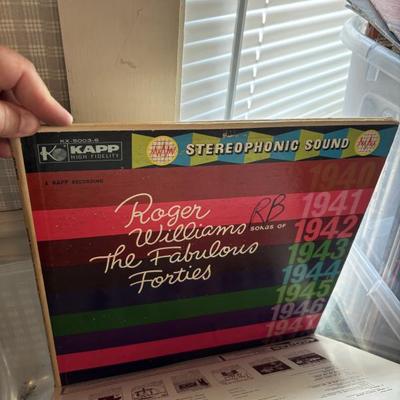 KX-5003-S
K KAPP
HIGH FIDELITY
STEREOPHONIC SOUND
A KAPP RECORDING
Roger
Williams
SONGS OF
The Fabulous
Forties
RB
1941
1942
1943
1944
1945
1946
1947